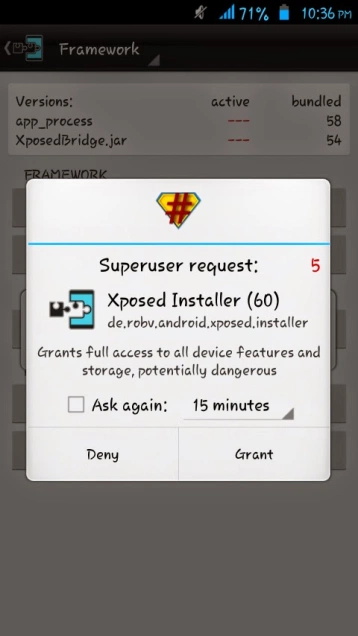 71% 10:36 PM
Framework
Versions: active bundled
app_process --- 58
XposedBridge.jar --- 54
FRAMEWORK
#
Superuser request: 5
Xposed Installer (60)
de.robv.android.xposed.installer
Grants full access to all device features and
storage, potentially dangerous
Ask again: 15 minutes
Deny Grant